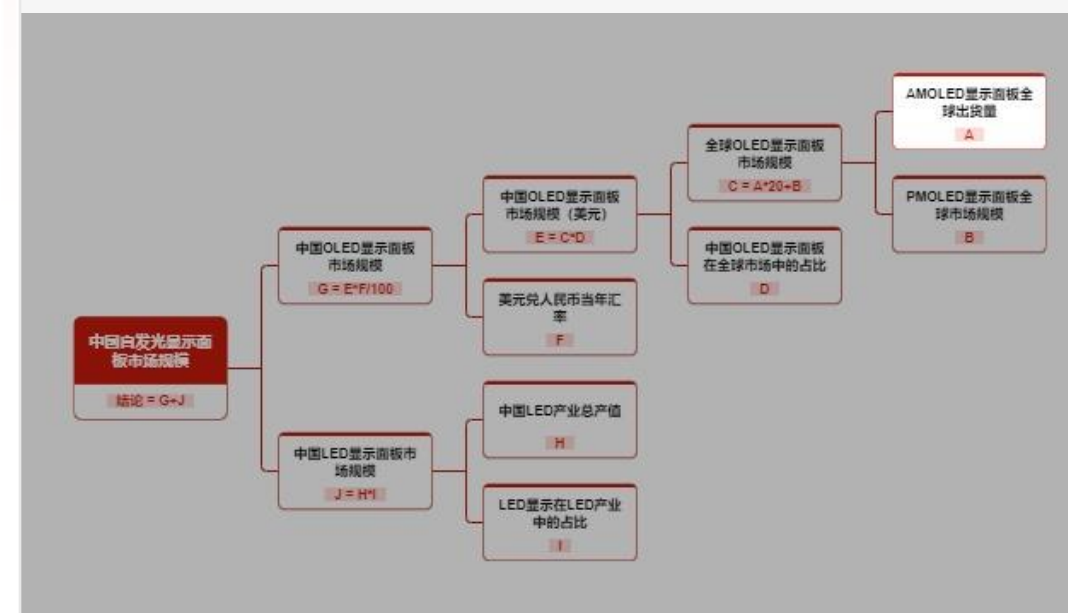 AMOLED显示面板全
球出货量
A
全球OLED显示面板
市场规模
C = A*20+B
PMOLED显示面板全
球市场规模
B
中国OLED显示面板
市场规模（美元）
E = C*D
中国OLED显示面板
在全球市场中的占比
D
中国OLED显示面板
市场规模
G = E*F/100
美元兑人民币当年汇
率
F
中国自发光显示面
板市场规模
结论 = G+J
中国LED产业总产值
H
中国LED显示面板市
场规模
J = H*I
LED显示在LED产业
中的占比
I